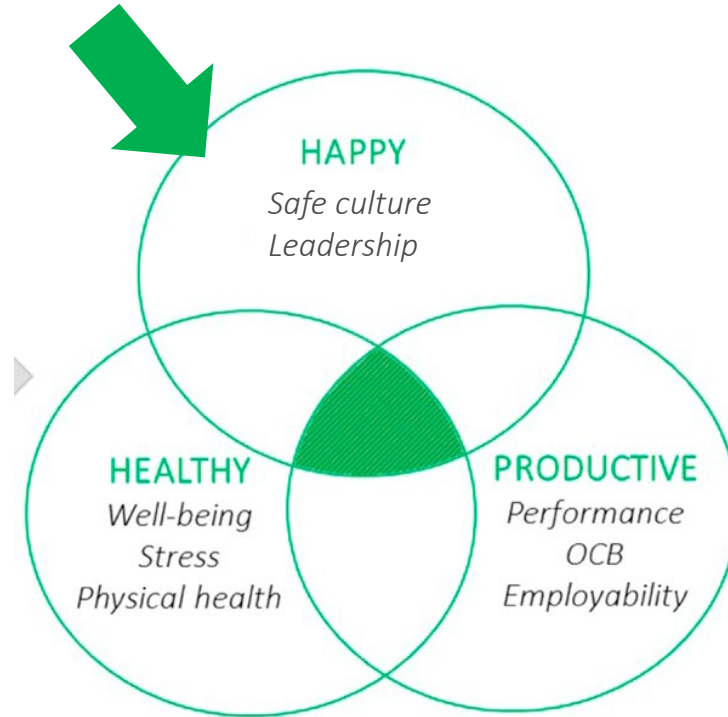 HAPPY
Safe culture
Leadership
HEALTHY
Well-being
Stress
Physical health
PRODUCTIVE
Performance
OCB
Employability